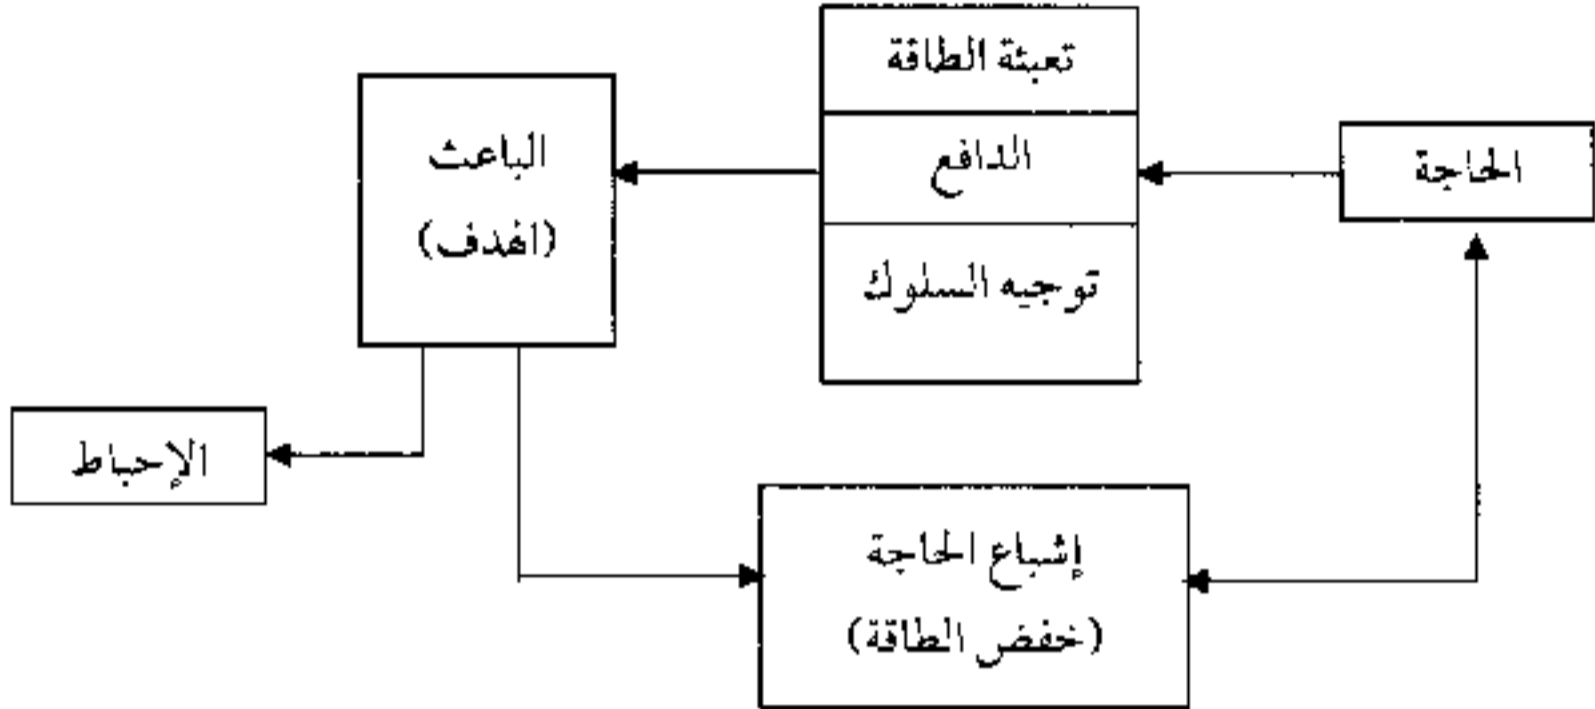 تعبئة الطاقة
الحاجة
الدافع
الباعث
(الهدف)
توجيه السلوك
الإحباط
إشباع الحاجة
(خفض الطاقة)